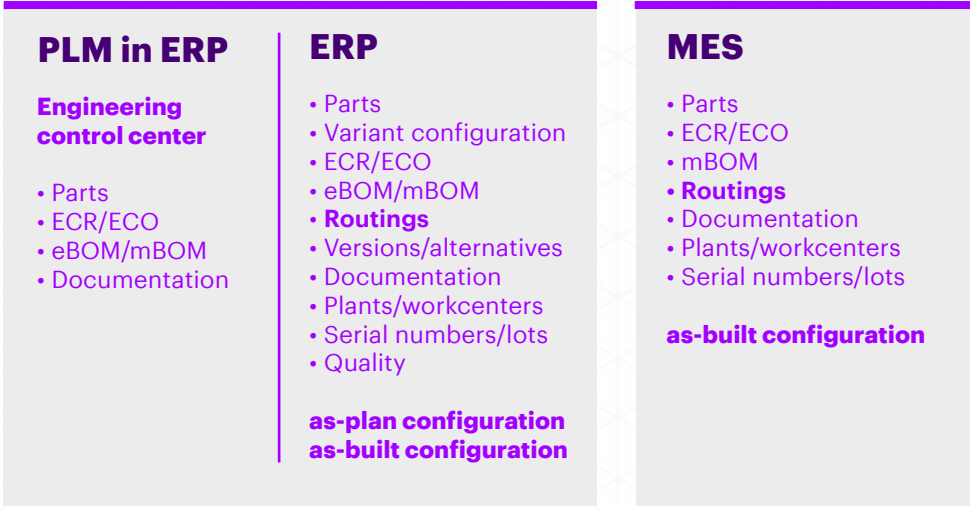 PLM in ERP
Engineering
control center
• Parts
• ECR/ECO
• eBOM/mBOM
• Documentation
ERP
• Parts
• Variant configuration
• ECR/ECO
• eBOM/mBOM
• Routings
• Versions/alternatives
• Documentation
• Plants/workcenters
• Serial numbers/lots
• Quality
as-plan configuration
as-built configuration
MES
• Parts
• ECR/ECO
• mBOM
• Routings
• Documentation
• Plants/workcenters
• Serial numbers/lots
as-built configuration